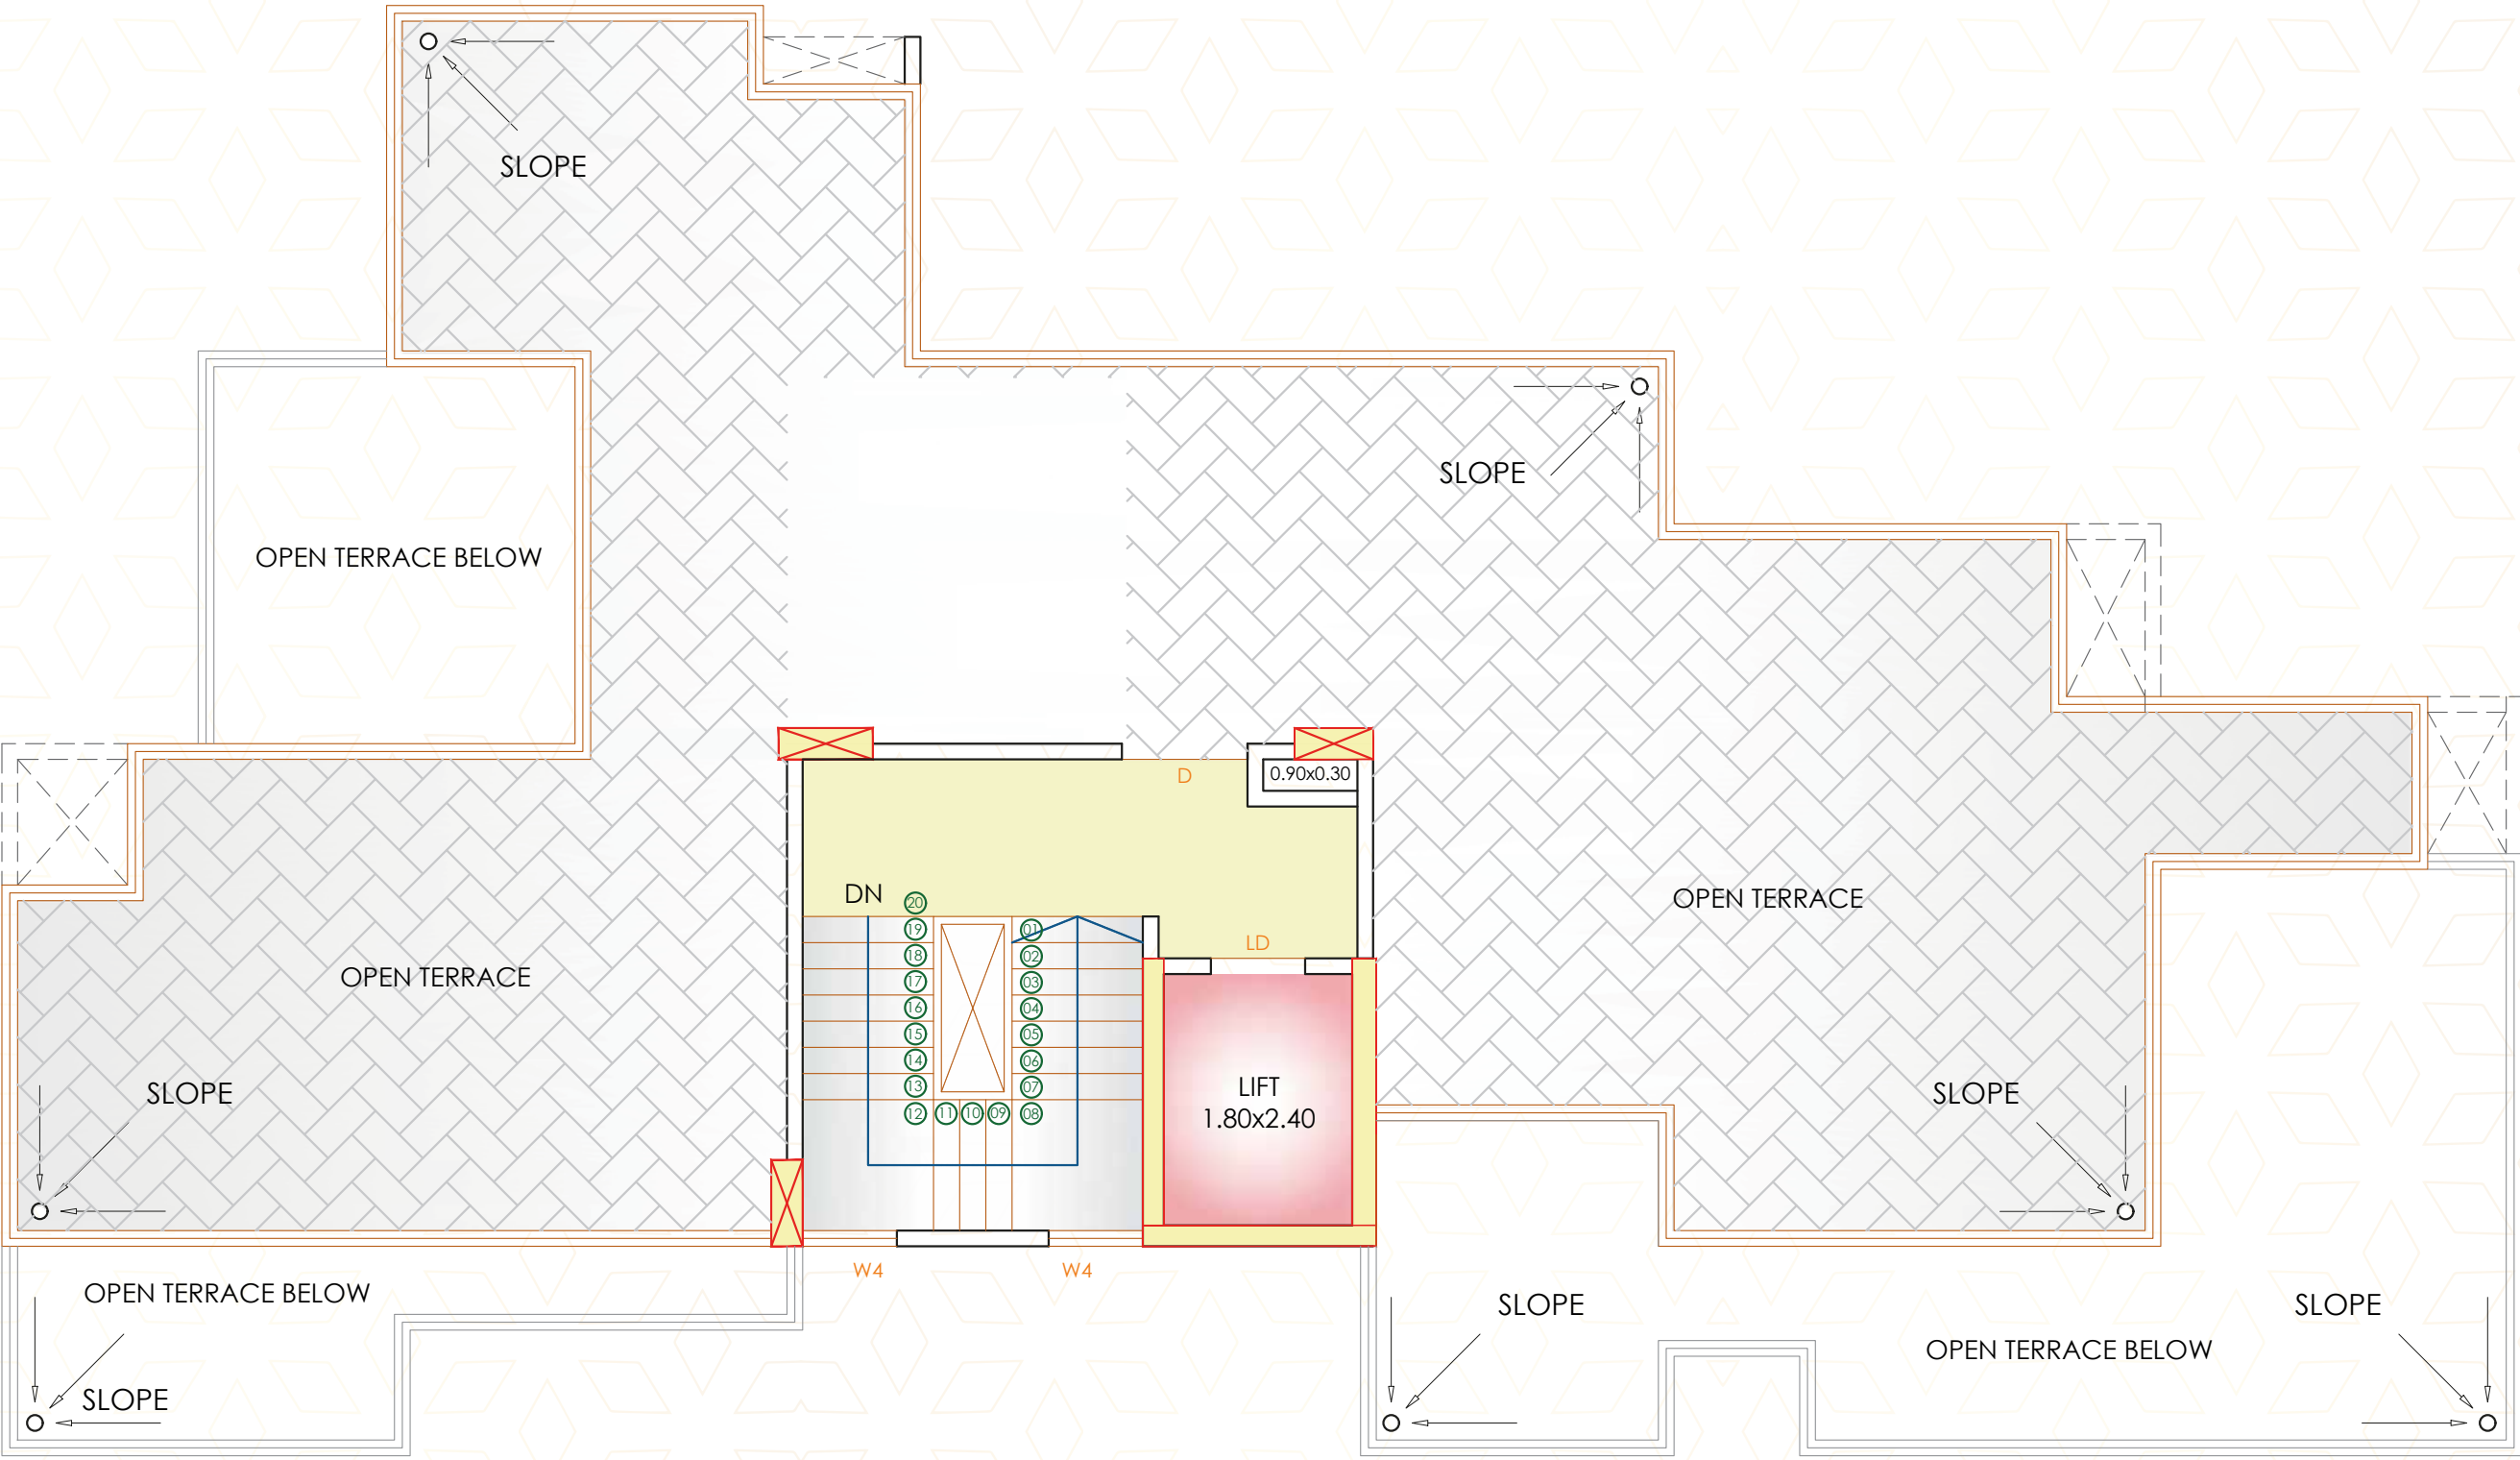 SLOPE
SLOPE
OPEN TERRACE BELOW
D
0.90x0.30
DN
20
19
18
17
16
15
14
13
12
11
10
09
08
07
06
05
04
03
02
01
LD
OPEN TERRACE
OPEN TERRACE
LIFT
1.80x2.40
SLOPE
SLOPE
W4
W4
OPEN TERRACE BELOW
SLOPE
SLOPE
SLOPE
OPEN TERRACE BELOW